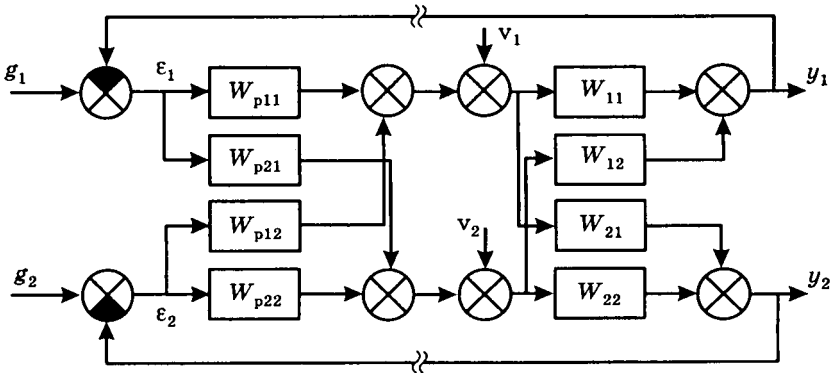 v₁
g₁ ε₁ Wₚ₁₁ W₁₁ y₁
Wₚ₂₁ W₁₂
Wₚ₁₂ v₂ W₂₁
g₂ ε₂ Wₚ₂₂ W₂₂ y₂